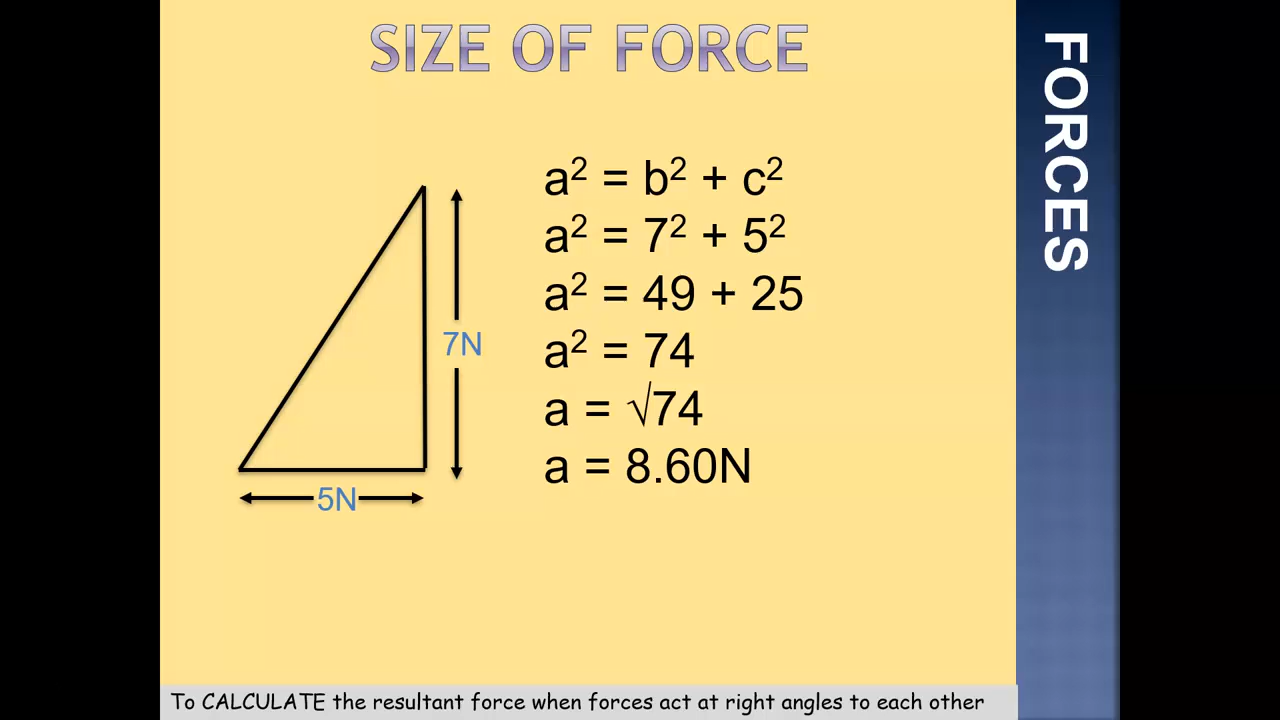 SIZE OF FORCE
FORCES
a² = b² + c²
a² = 7² + 5²
a² = 49 + 25
a² = 74
a = √74
a = 8.60N
7N
5N
To CALCULATE the resultant force when forces act at right angles to each other